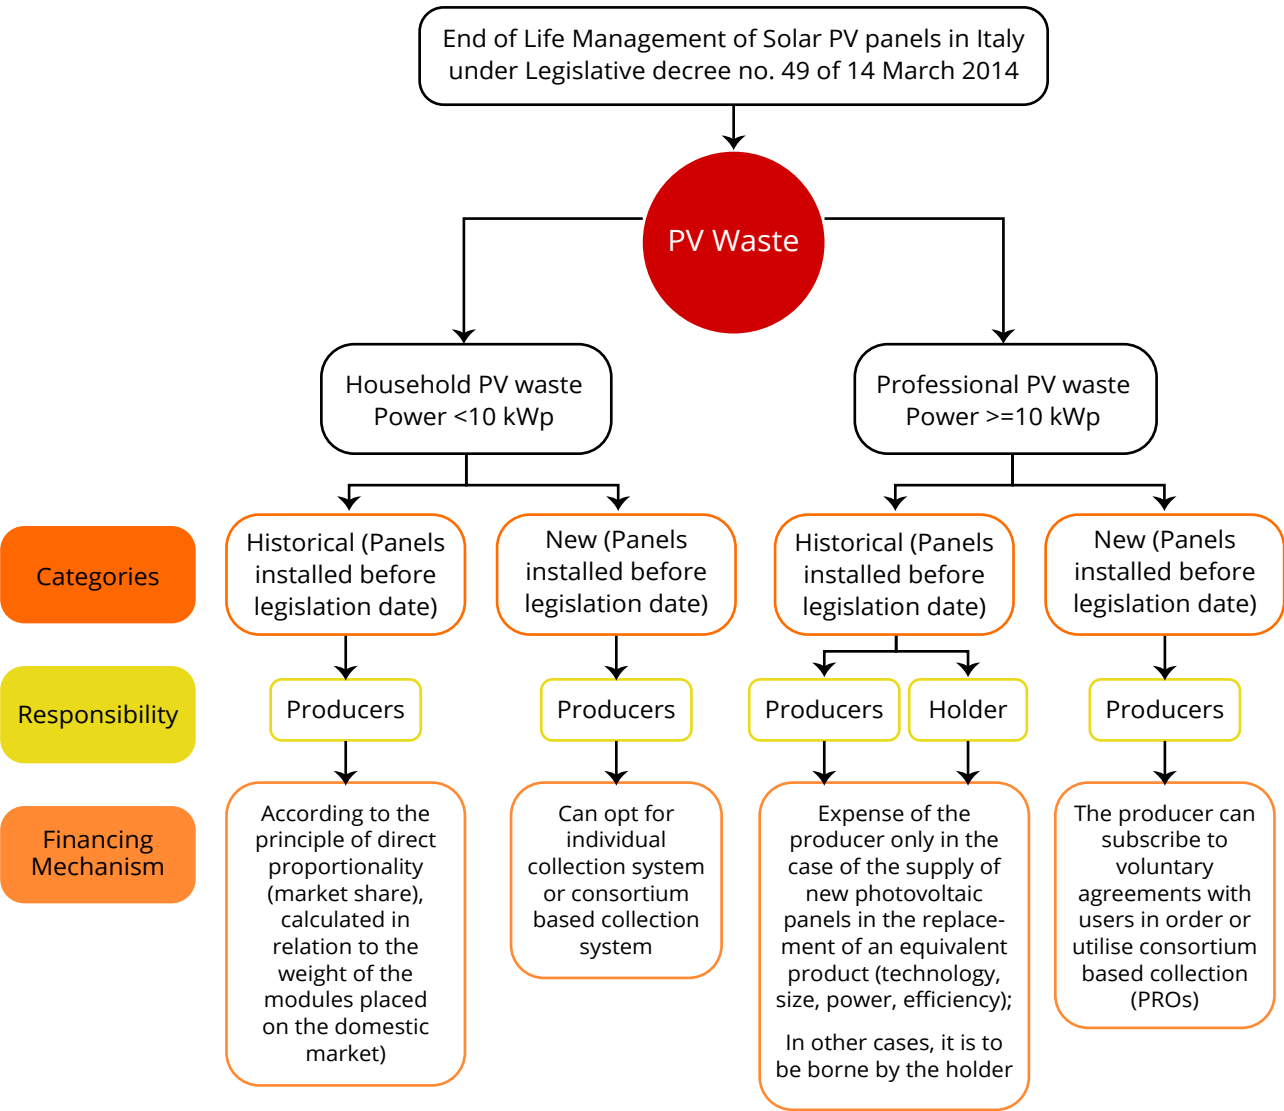 End of Life Management of Solar PV panels in Italy
under Legislative decree no. 49 of 14 March 2014
PV Waste
Household PV waste
Power <10 kWp
Professional PV waste
Power >=10 kWp
Categories
Historical (Panels
installed before
legislation date)
New (Panels
installed before
legislation date)
Historical (Panels
installed before
legislation date)
New (Panels
installed before
legislation date)
Responsibility
Producers
Producers
Producers
Holder
Producers
Financing
Mechanism
According to the
principle of direct
proportionality
(market share),
calculated in
relation to the
weight of the
modules placed
on the domestic
market)
Can opt for
individual
collection system
or consortium
based collection
system
Expense of the
producer only in the
case of the supply of
new photovoltaic
panels in the replace-
ment of an equivalent
product (technology,
size, power, efficiency);
In other cases, it is to
be borne by the holder
The producer can
subscribe to
voluntary
agreements with
users in order or
utilise consortium
based collection
(PROs)